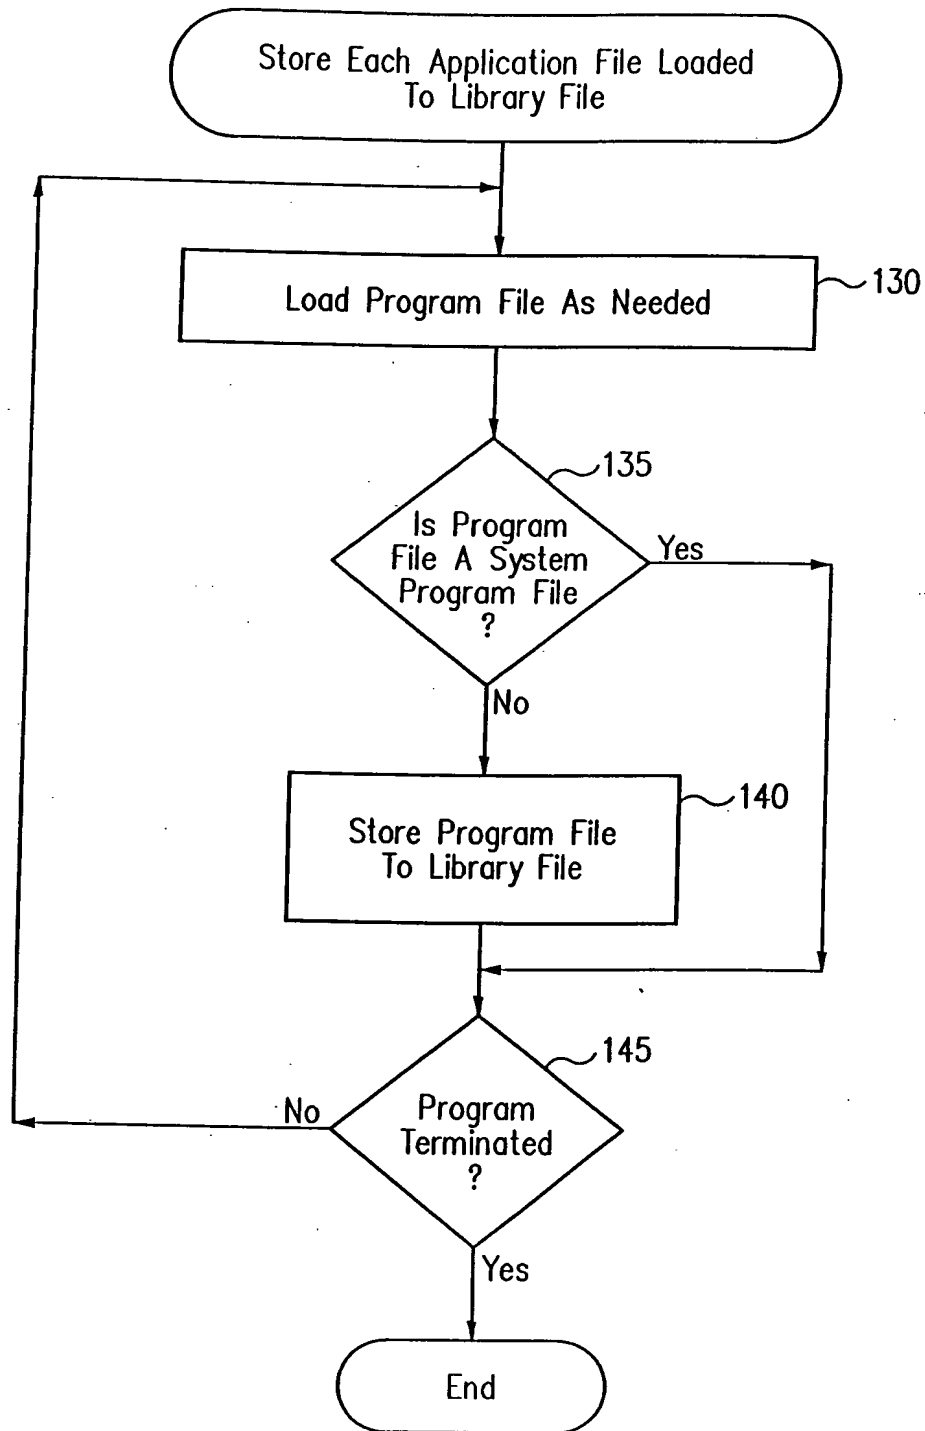 Store Each Application File Loaded
To Library File
Load Program File As Needed
130
135
Is Program
File A System
Program File
?
Yes
No
140
Store Program File
To Library File
145
Program
Terminated
?
No
Yes
End